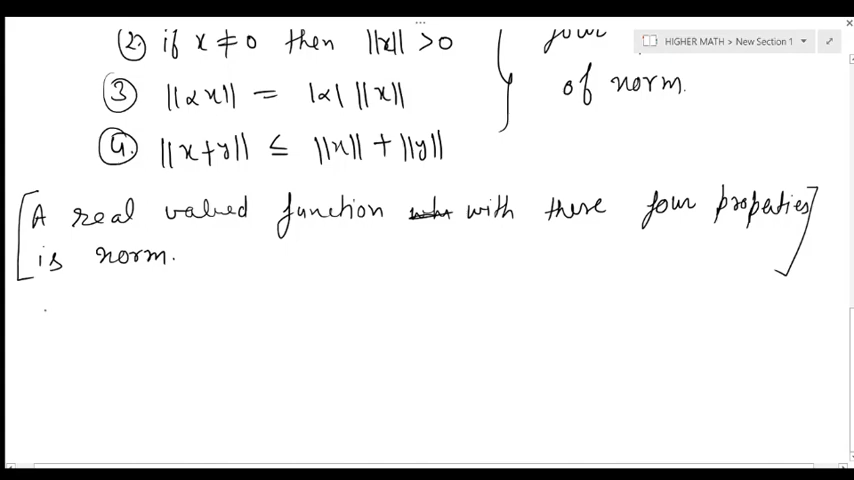 ② if x ≠ 0 then ||x|| > 0
four
HIGHER MATH > New Section 1
③ ||αx|| = |α| ||x||
of norm.
④ ||x+y|| ≤ ||x|| + ||y||
[A real valued function with these four properties
is norm.]